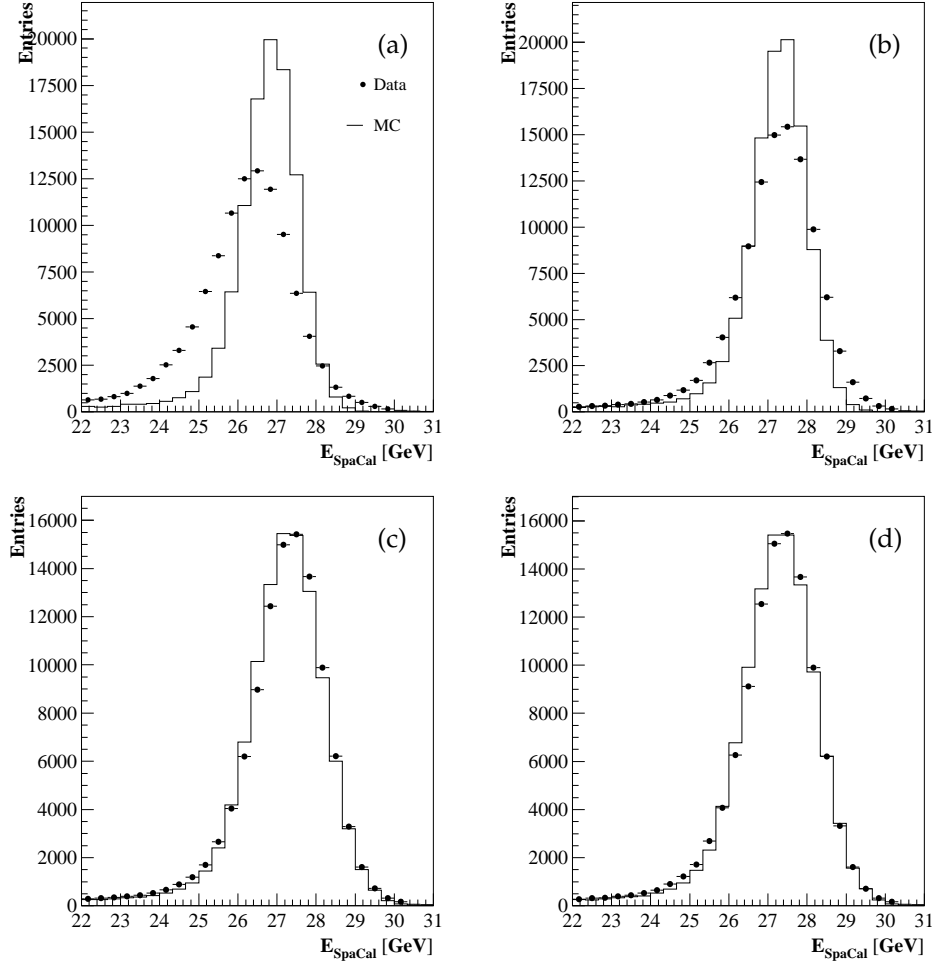 Entries
(a)
20000
17500
15000
12500
10000
7500
5000
2500
0
Data
MC
22 23 24 25 26 27 28 29 30 31
E_SpaCal [GeV]
Entries
(b)
20000
17500
15000
12500
10000
7500
5000
2500
0
22 23 24 25 26 27 28 29 30 31
E_SpaCal [GeV]
Entries
(c)
16000
14000
12000
10000
8000
6000
4000
2000
0
22 23 24 25 26 27 28 29 30 31
E_SpaCal [GeV]
Entries
(d)
16000
14000
12000
10000
8000
6000
4000
2000
0
22 23 24 25 26 27 28 29 30 31
E_SpaCal [GeV]